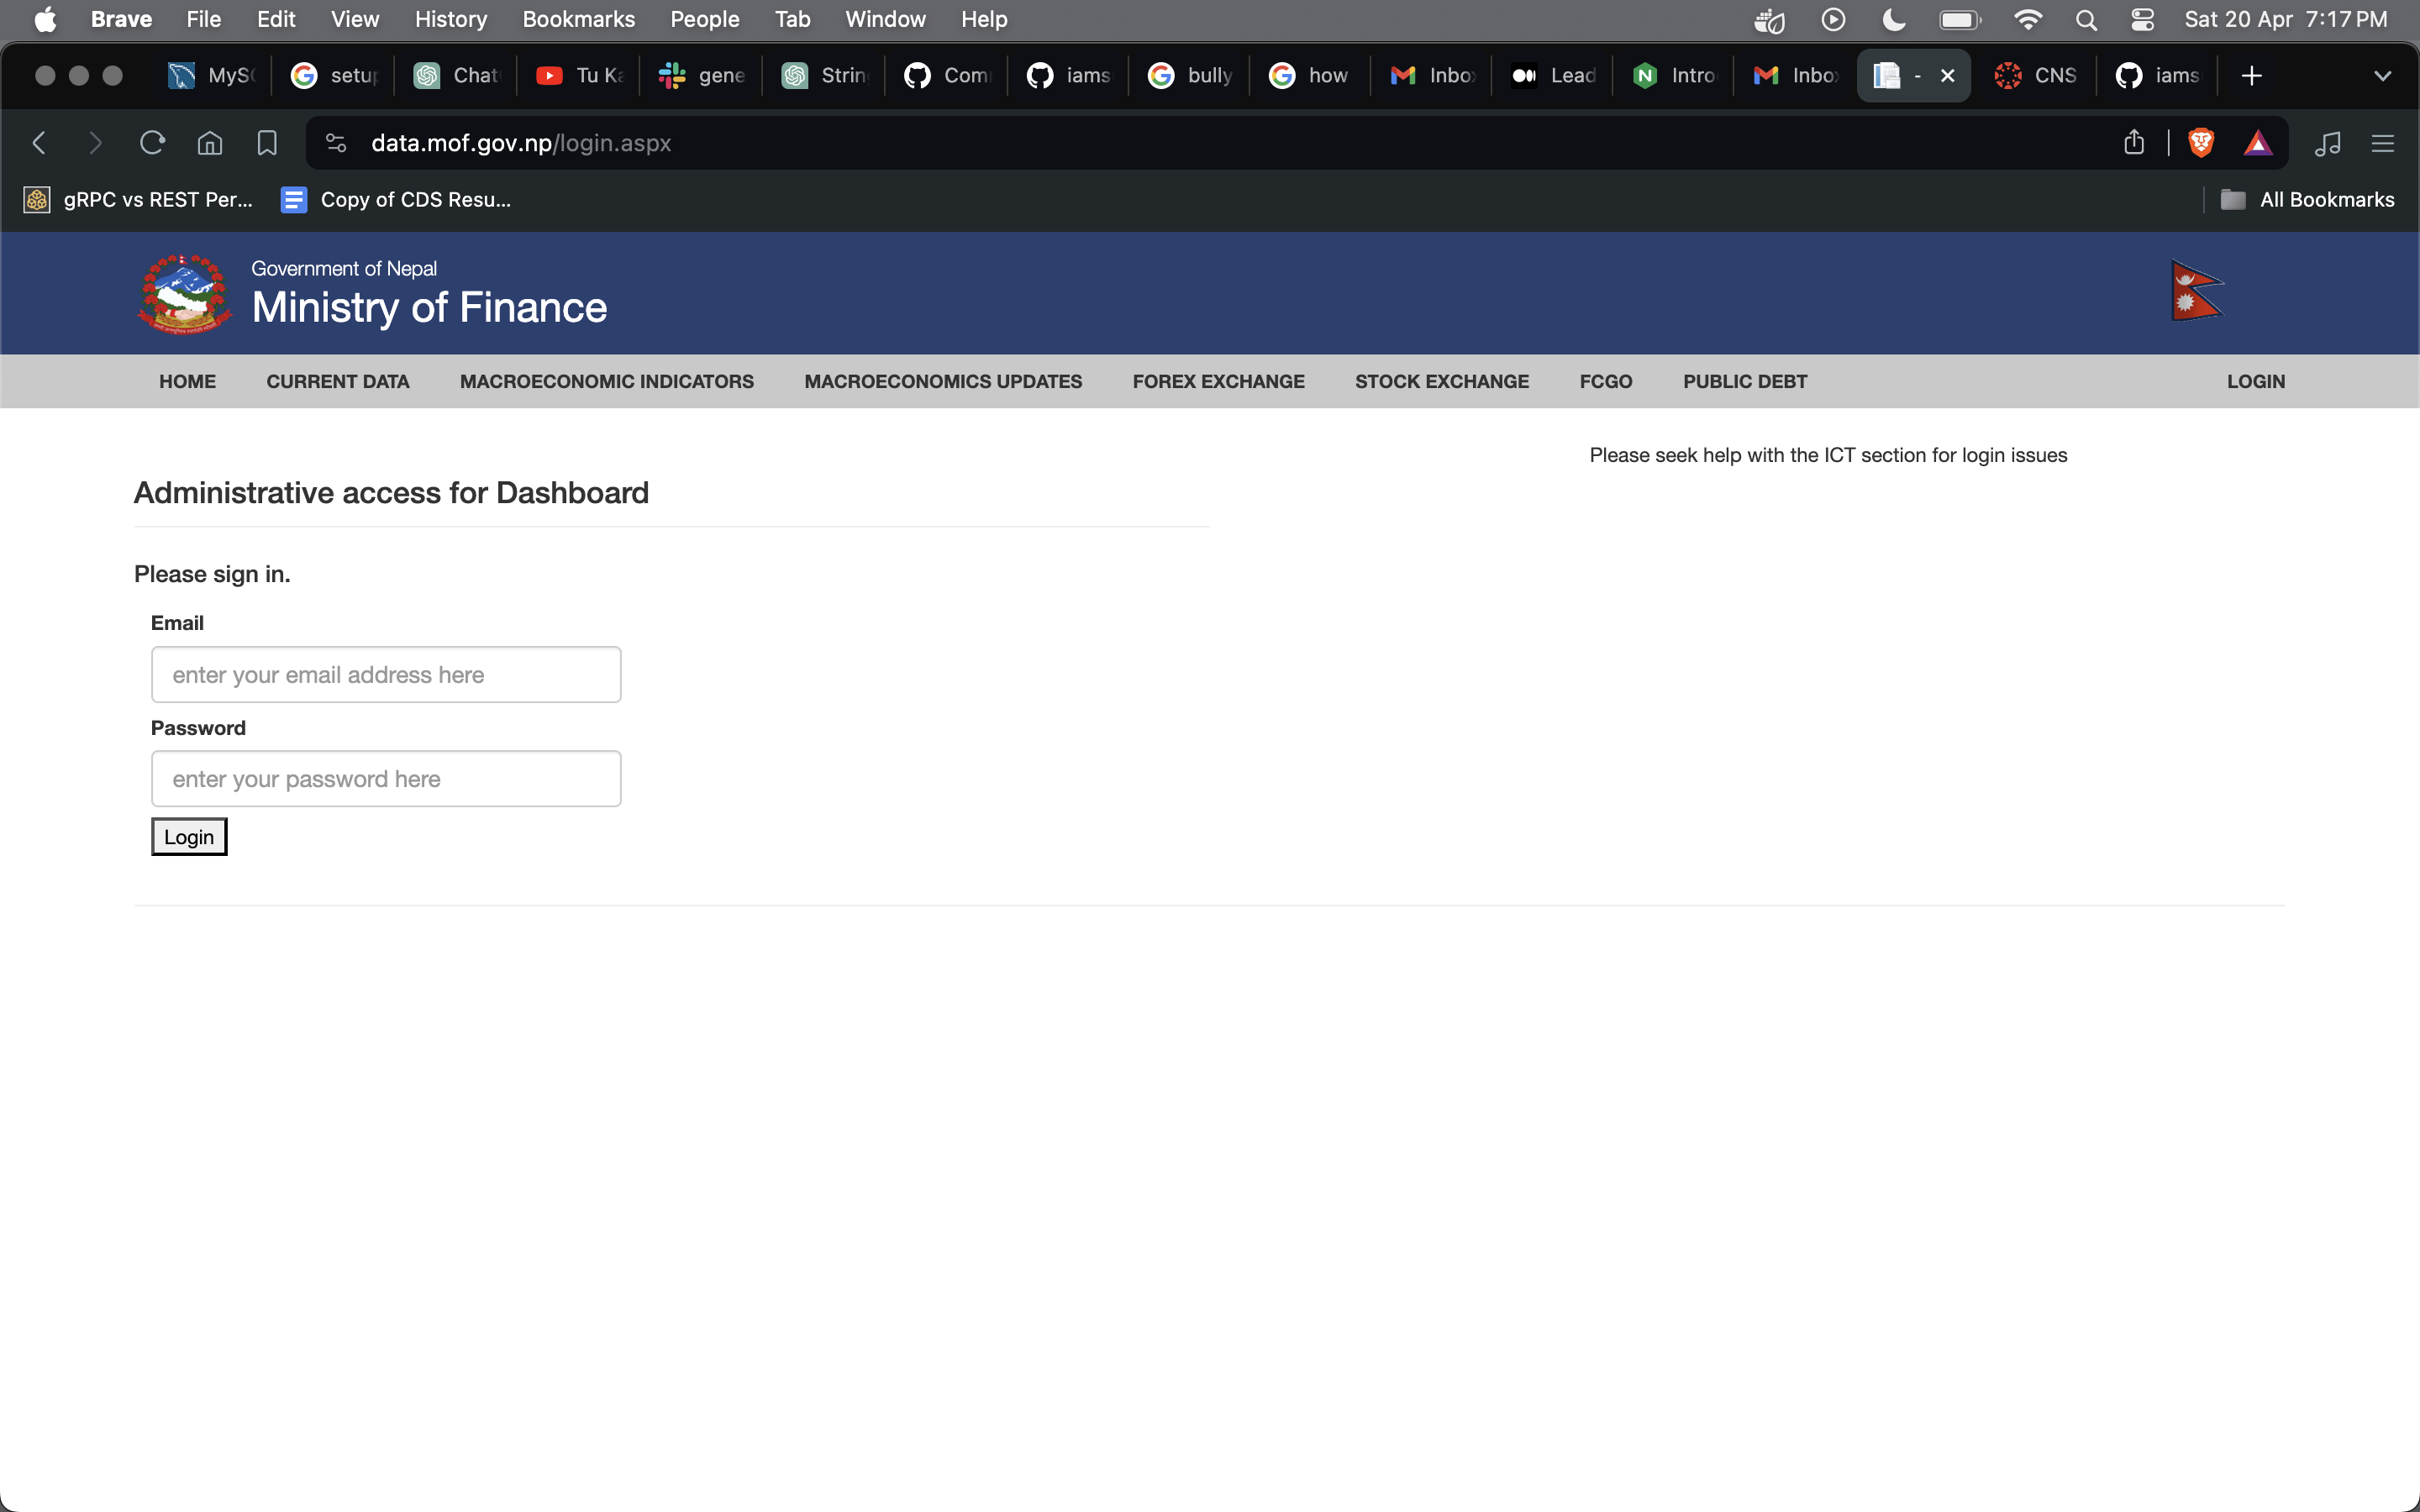 Brave File Edit View History Bookmarks People Tab Window Help Sat 20 Apr 7:17 PM
MyS setup Chat Tu Ka gene Strin Com iams bully how Inbo Lead Intro Inbo - CNS iams
data.mof.gov.np/login.aspx
gRPC vs REST Per... Copy of CDS Resu... All Bookmarks
Government of Nepal
Ministry of Finance
HOME CURRENT DATA MACROECONOMIC INDICATORS MACROECONOMICS UPDATES FOREX EXCHANGE STOCK EXCHANGE FCGO PUBLIC DEBT LOGIN
Please seek help with the ICT section for login issues
Administrative access for Dashboard
Please sign in.
Email
enter your email address here
Password
enter your password here
Login